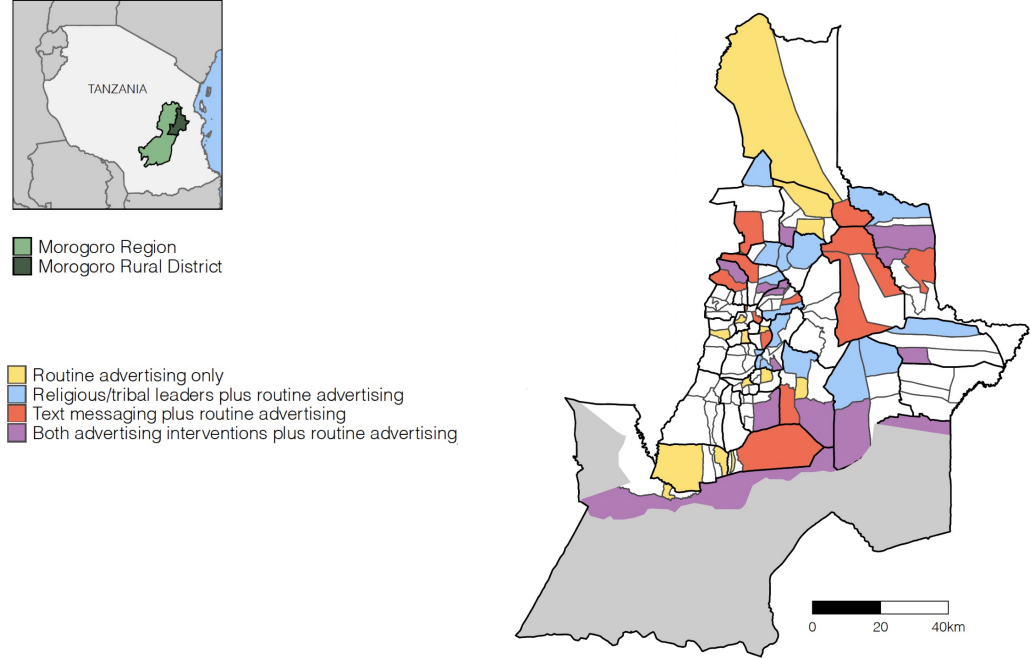 TANZANIA
Morogoro Region
Morogoro Rural District
Routine advertising only
Religious/tribal leaders plus routine advertising
Text messaging plus routine advertising
Both advertising interventions plus routine advertising
0 20 40km